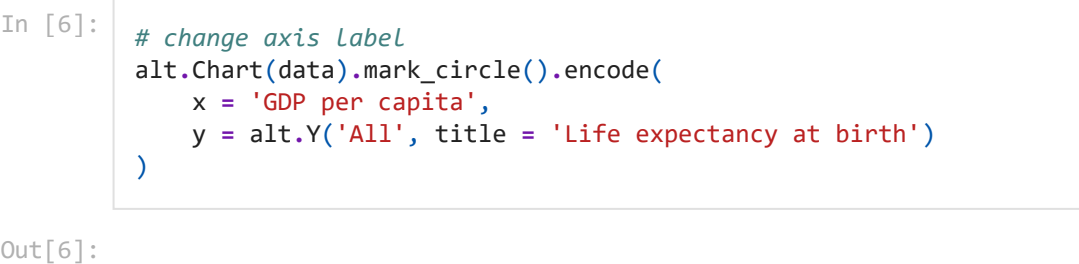 In [6]:
# change axis label
alt.Chart(data).mark_circle().encode(
    x = 'GDP per capita',
    y = alt.Y('All', title = 'Life expectancy at birth')
)
Out[6]: